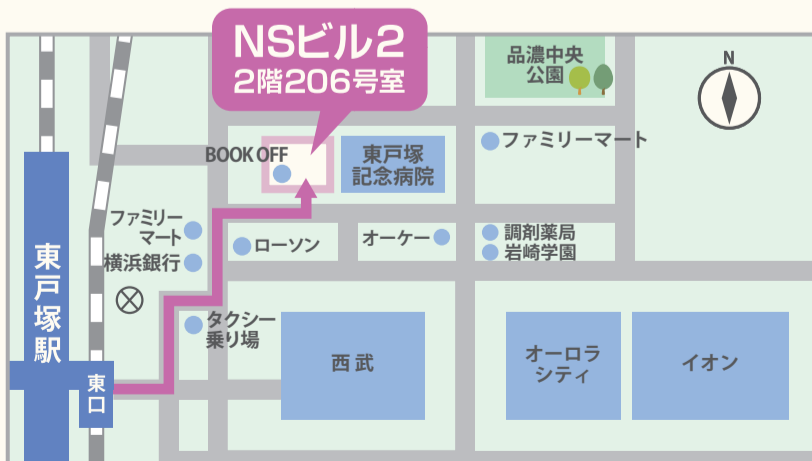 NSビル2
2階206号室
品濃中央
公園
N
BOOK OFF
東戸塚
記念病院
ファミリーマート
ファミリー
マート
横浜銀行
ローソン
オーケー
調剤薬局
岩崎学園
東戸塚駅
東口
タクシー
乗り場
西武
オーロラ
シティ
イオン